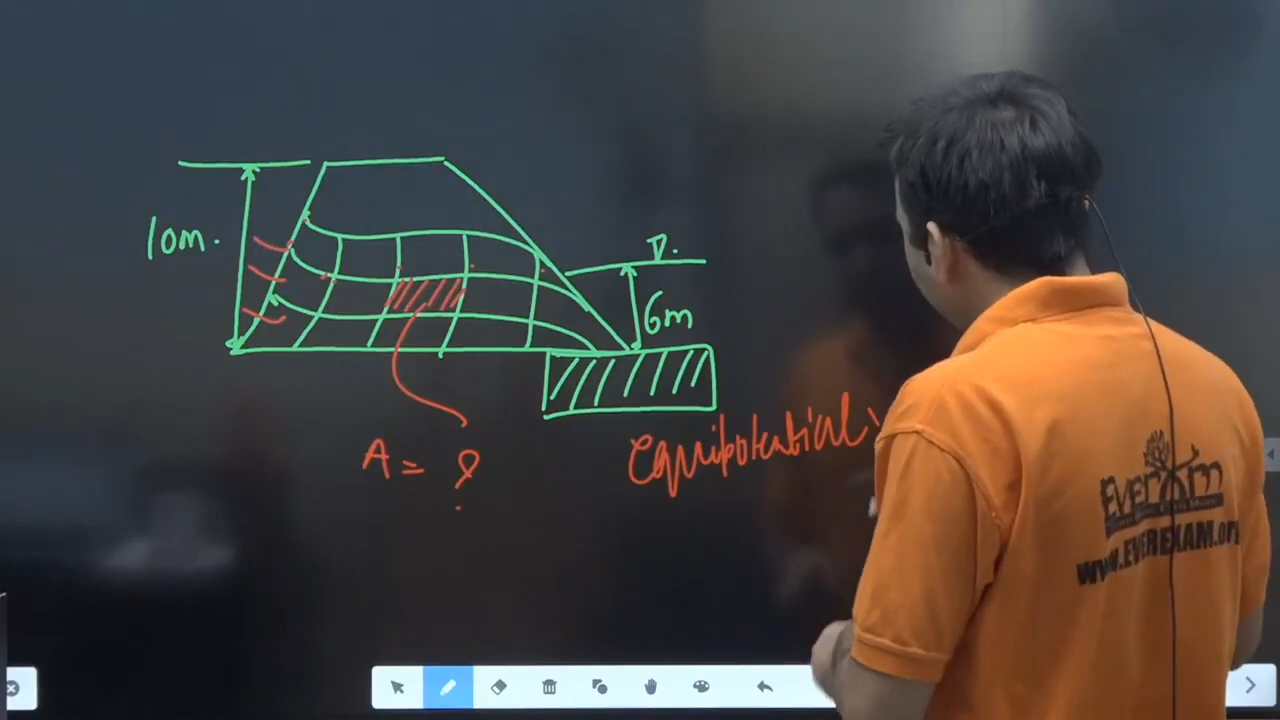 10m.
6m
A = ?
equipotential
EVEREXAM
WWW.EVEREXAM.org